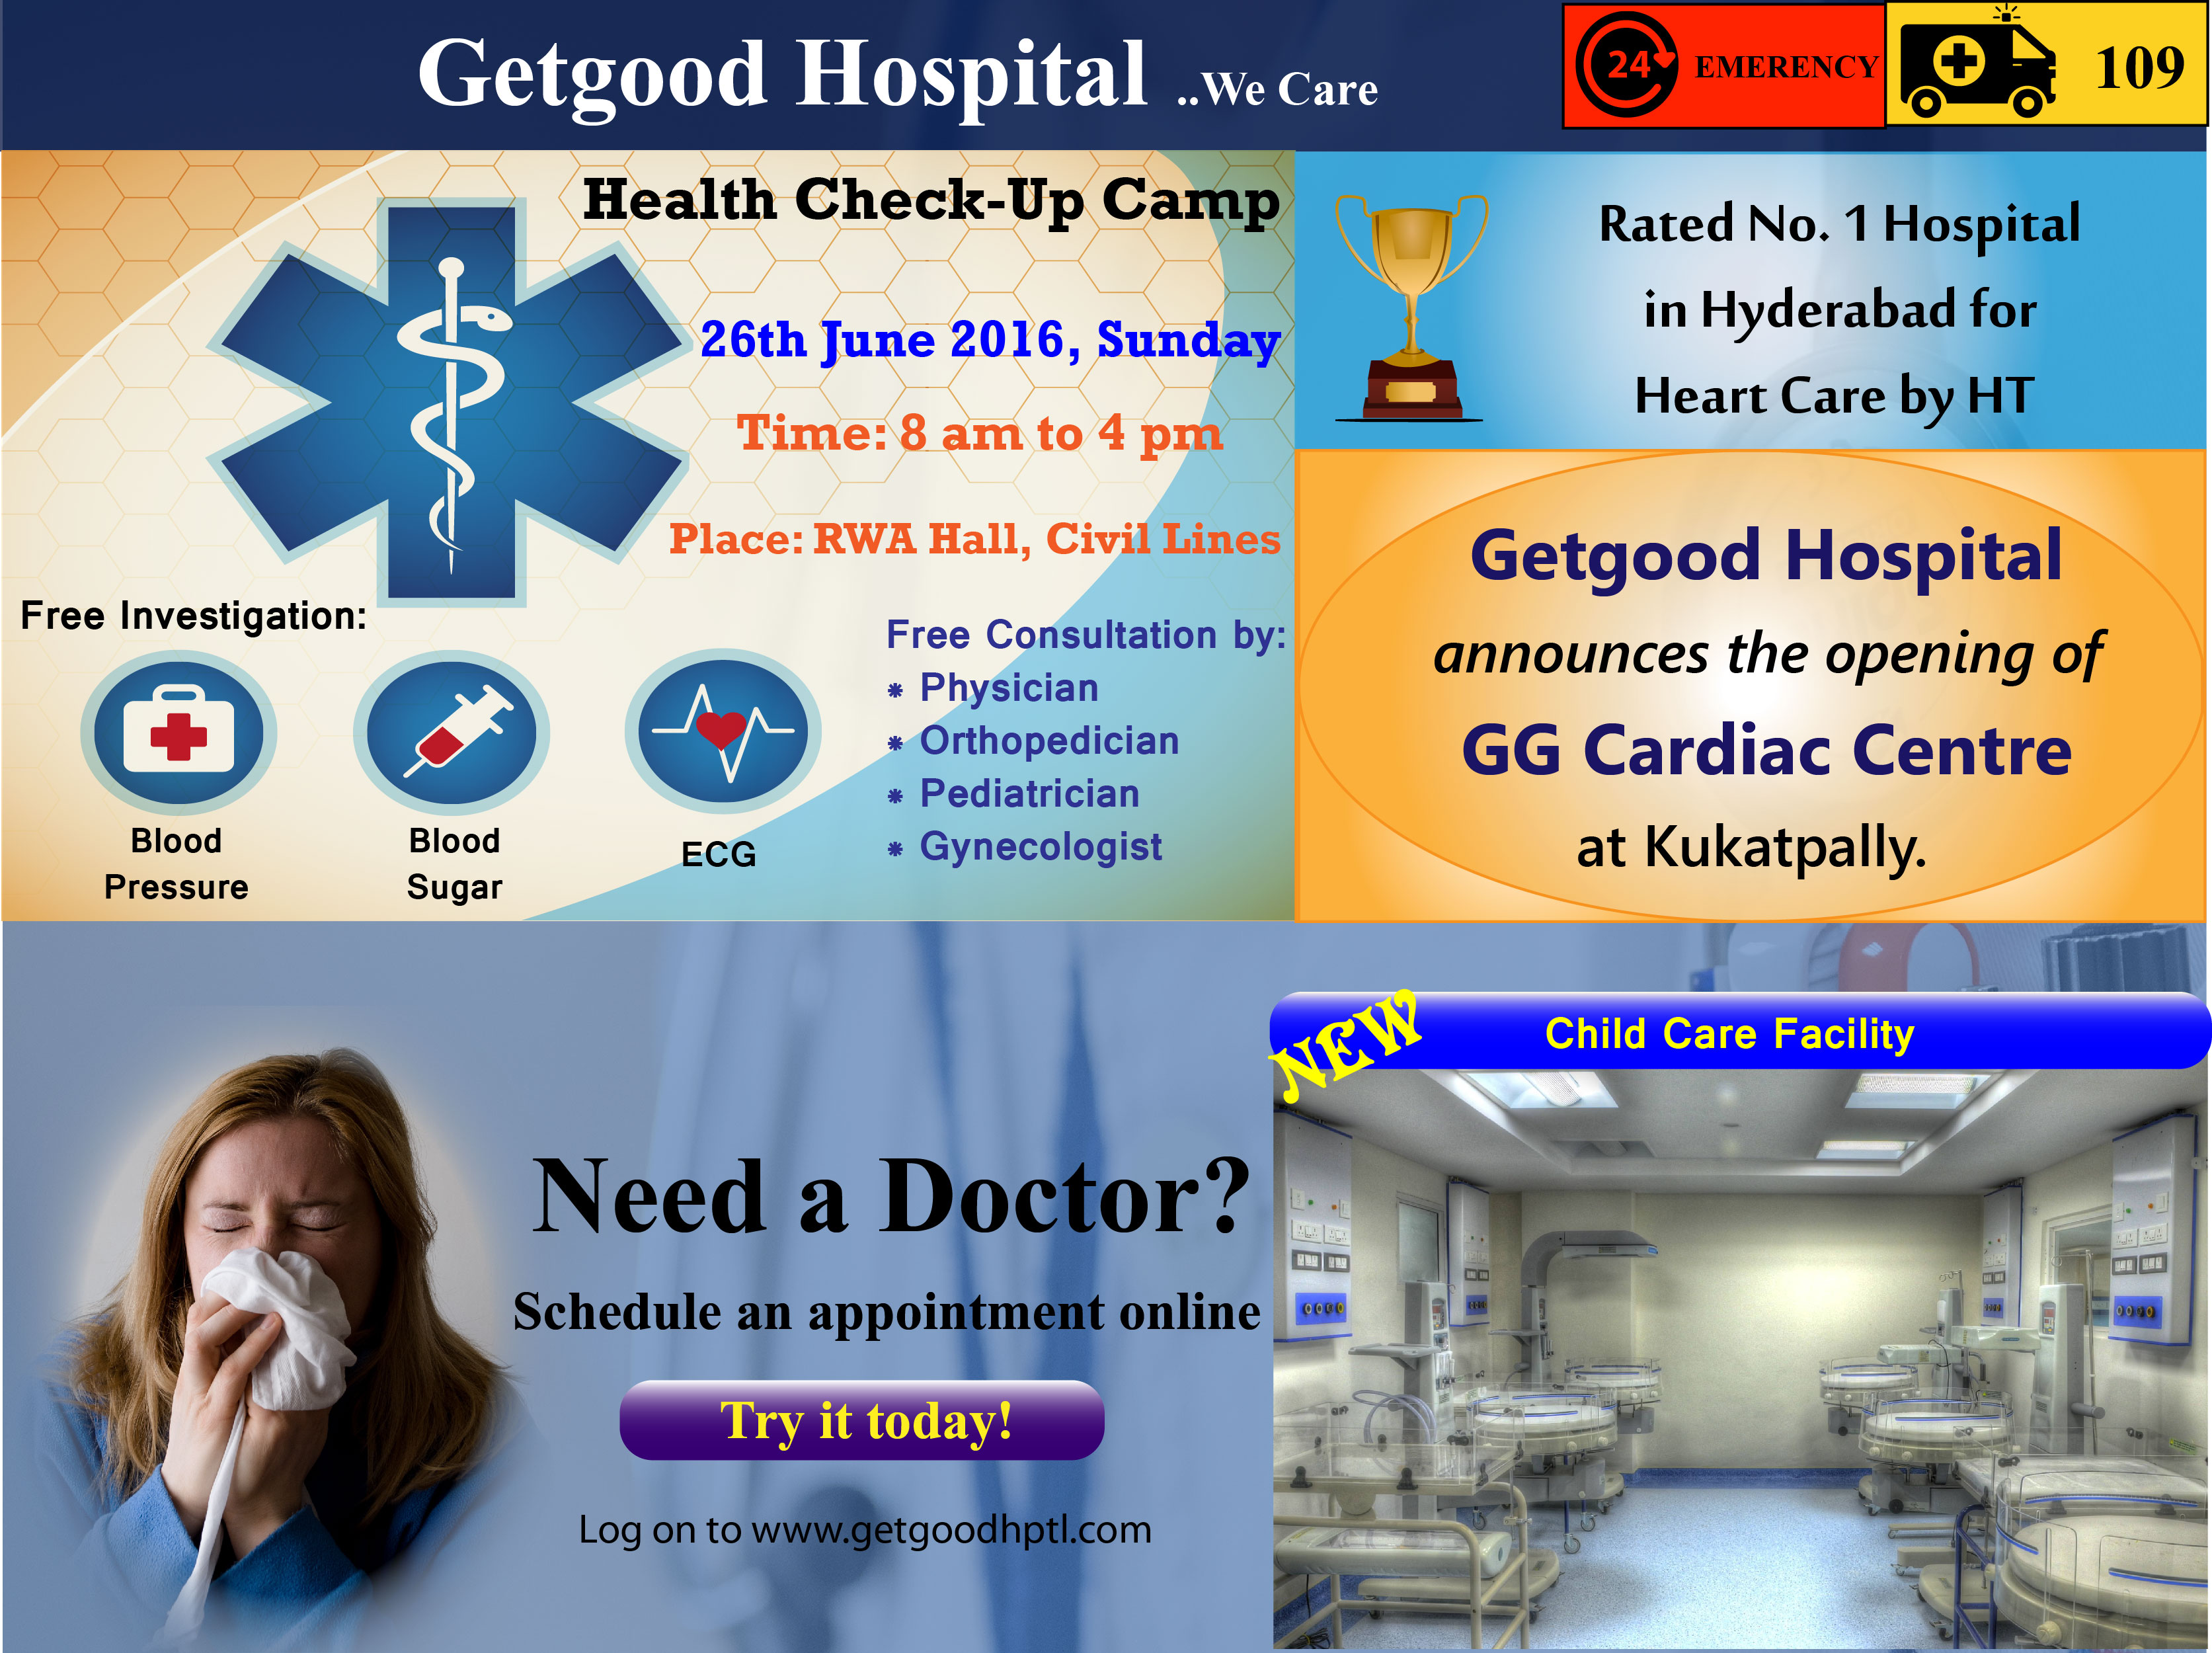 Getgood Hospital ..We Care
24
EMERENCY
109
Health Check-Up Camp
26th June 2016, Sunday
Time: 8 am to 4 pm
Place: RWA Hall, Civil Lines
Free Investigation:
Blood
Pressure
Blood
Sugar
ECG
Free Consultation by:
* Physician
* Orthopedician
* Pediatrician
* Gynecologist
Rated No. 1 Hospital
in Hyderabad for
Heart Care by HT
Getgood Hospital
announces the opening of
GG Cardiac Centre
at Kukatpally.
Need a Doctor?
Schedule an appointment online
Try it today!
Log on to www.getgoodhptl.com
NEW
Child Care Facility